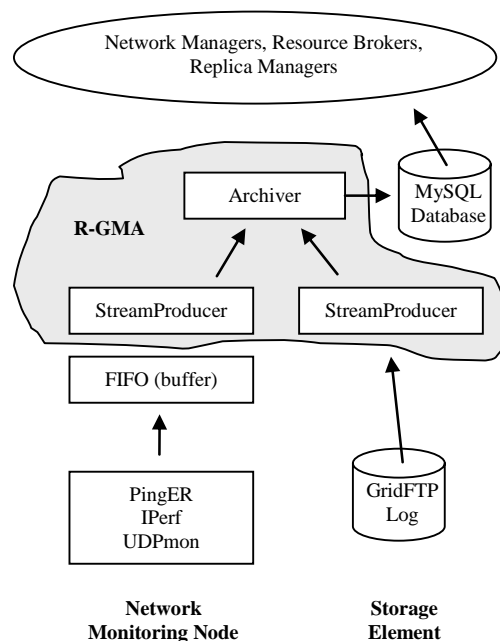 Network Managers, Resource Brokers,
Replica Managers
MySQL
Database
Archiver
R-GMA
StreamProducer
StreamProducer
FIFO (buffer)
PingER
IPerf
UDPmon
GridFTP
Log
Network
Monitoring Node
Storage
Element